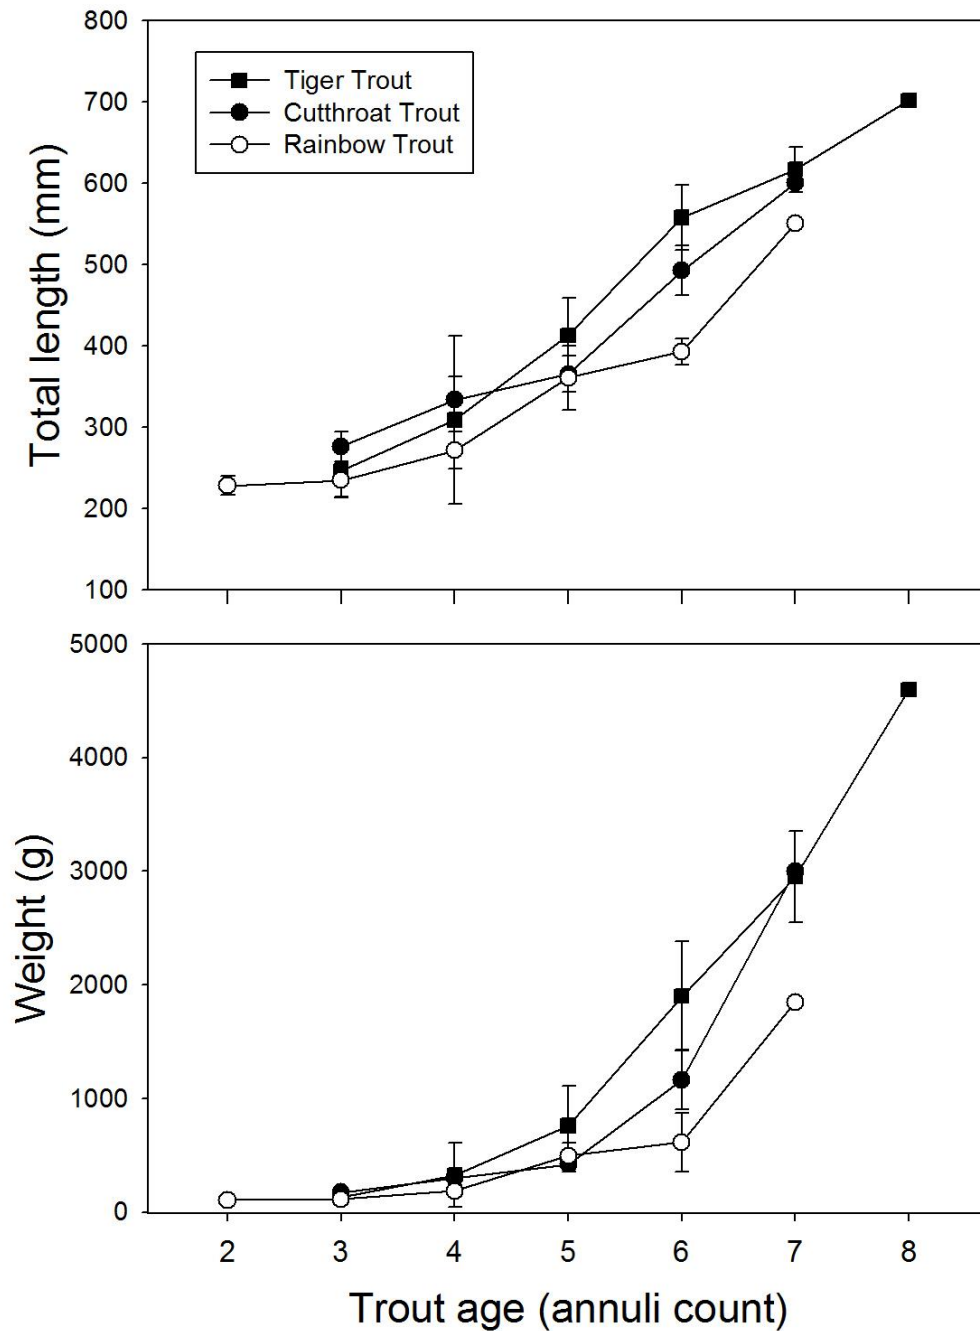 800
700
600
500
400
300
200
100
Total length (mm)
Tiger Trout
Cutthroat Trout
Rainbow Trout
5000
4000
3000
2000
1000
0
Weight (g)
2 3 4 5 6 7 8
Trout age (annuli count)